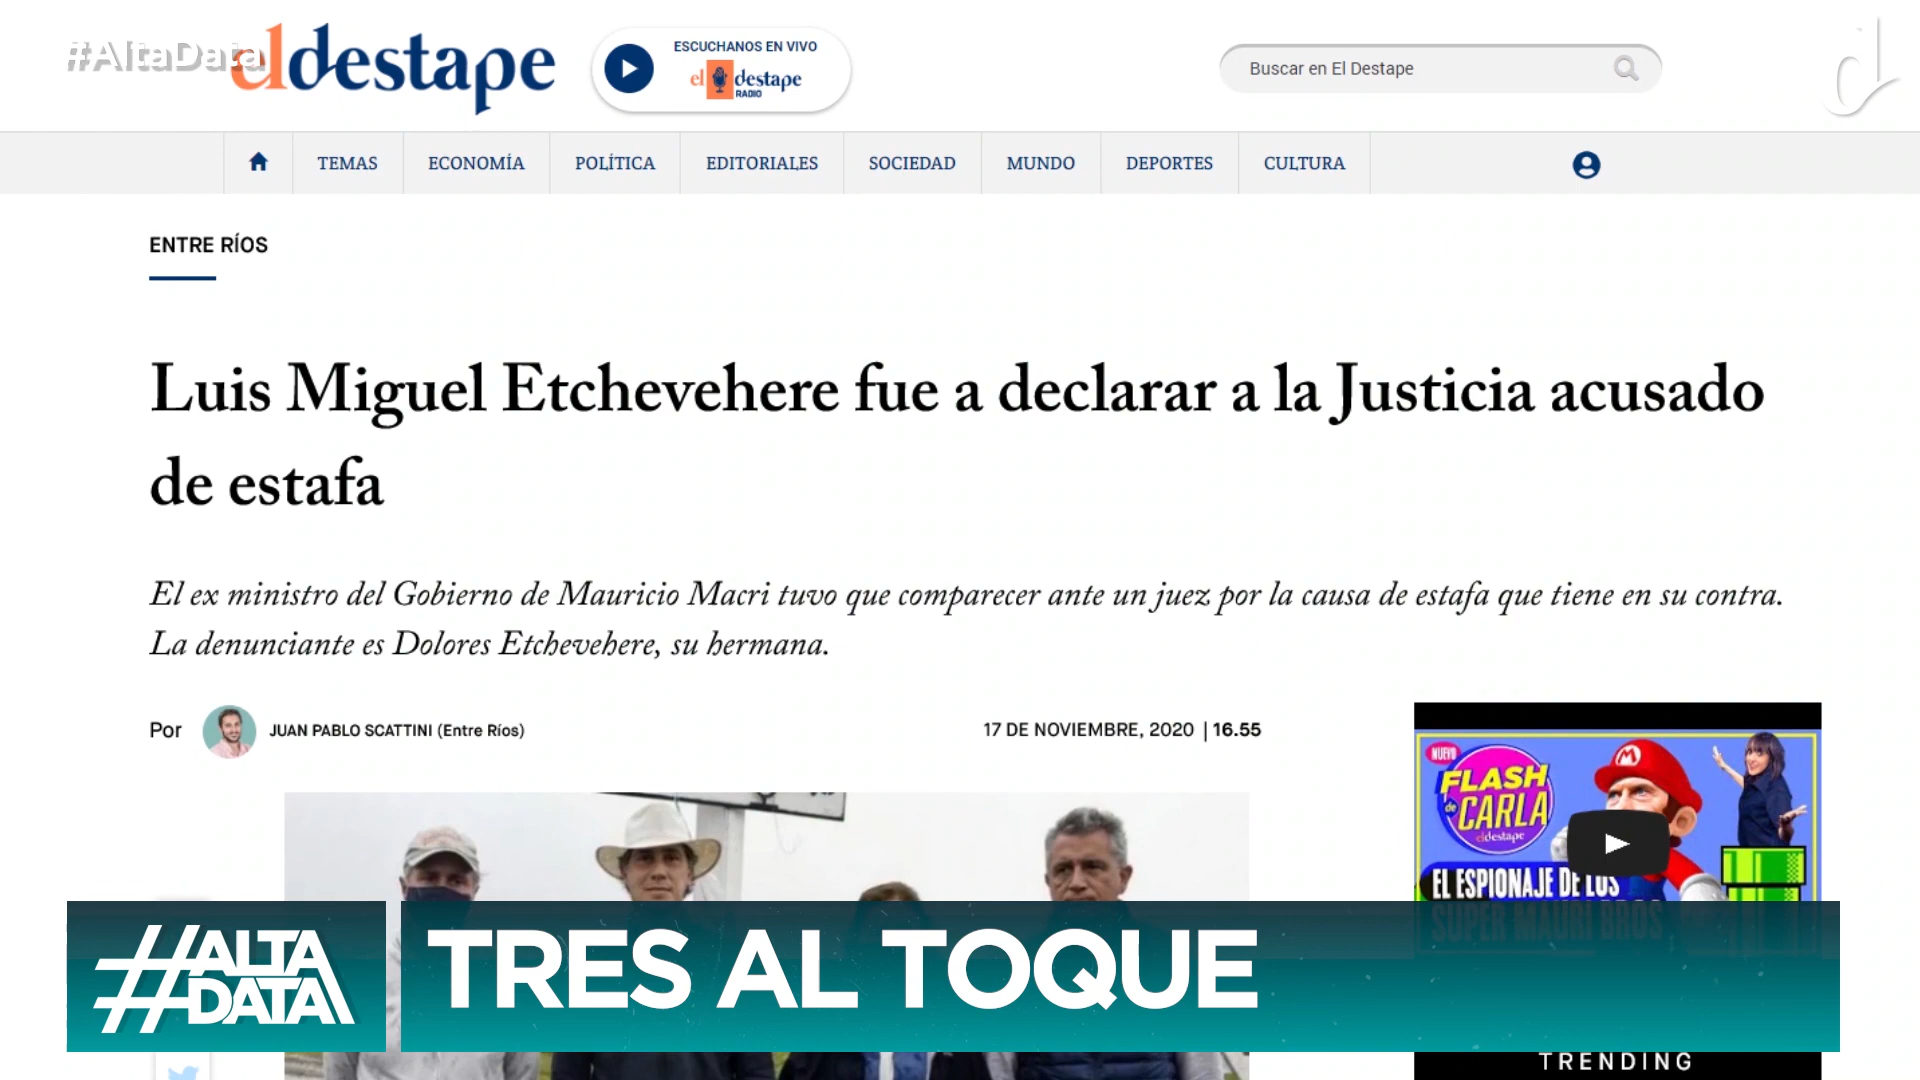 #AltaData
eldestape
ESCUCHANOS EN VIVO
el destape
RADIO
Buscar en El Destape
d
TEMAS
ECONOMÍA
POLÍTICA
EDITORIALES
SOCIEDAD
MUNDO
DEPORTES
CULTURA
ENTRE RÍOS
Luis Miguel Etchevehere fue a declarar a la Justicia acusado
de estafa
El ex ministro del Gobierno de Mauricio Macri tuvo que comparecer ante un juez por la causa de estafa que tiene en su contra.
La denunciante es Dolores Etchevehere, su hermana.
Por JUAN PABLO SCATTINI (Entre Ríos)
17 DE NOVIEMBRE, 2020 | 16.55
NUEVO
FLASH
de CARLA
eldestape
M
EL ESPIONAJE DE LOS
SUPER MAURI BROS
#ALTA
DATA
TRES AL TOQUE
TRENDING